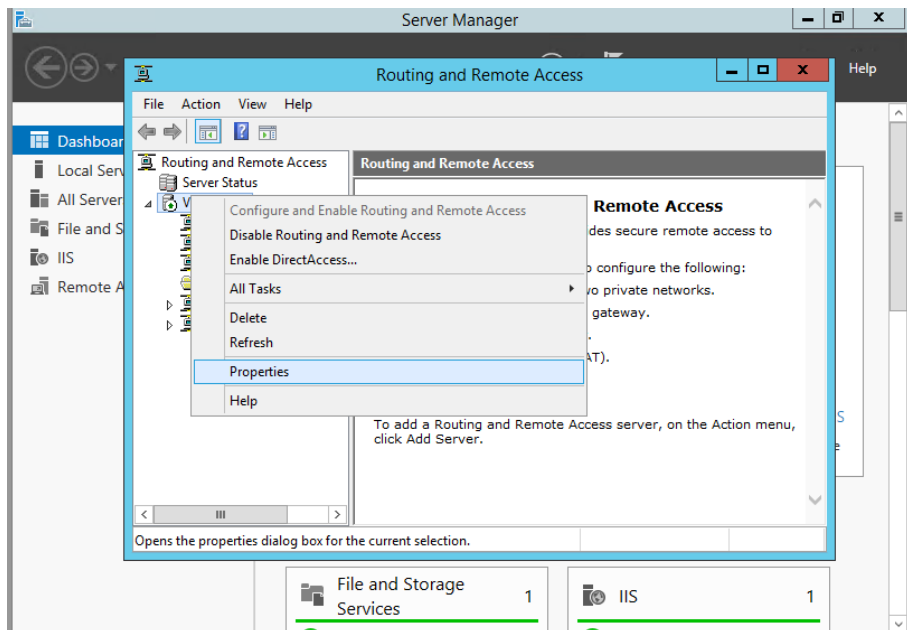 Server Manager
Help
Routing and Remote Access
File Action View Help
Dashboar
Local Serv
All Server
File and S
IIS
Remote A
Routing and Remote Access
Server Status
V
Routing and Remote Access
Configure and Enable Routing and Remote Access
Disable Routing and Remote Access
Enable DirectAccess...
All Tasks
Delete
Refresh
Properties
Help
Remote Access
des secure remote access to
configure the following:
vo private networks.
gateway.
AT).
To add a Routing and Remote Access server, on the Action menu,
click Add Server.
S
Opens the properties dialog box for the current selection.
File and Storage
Services
1
IIS
1